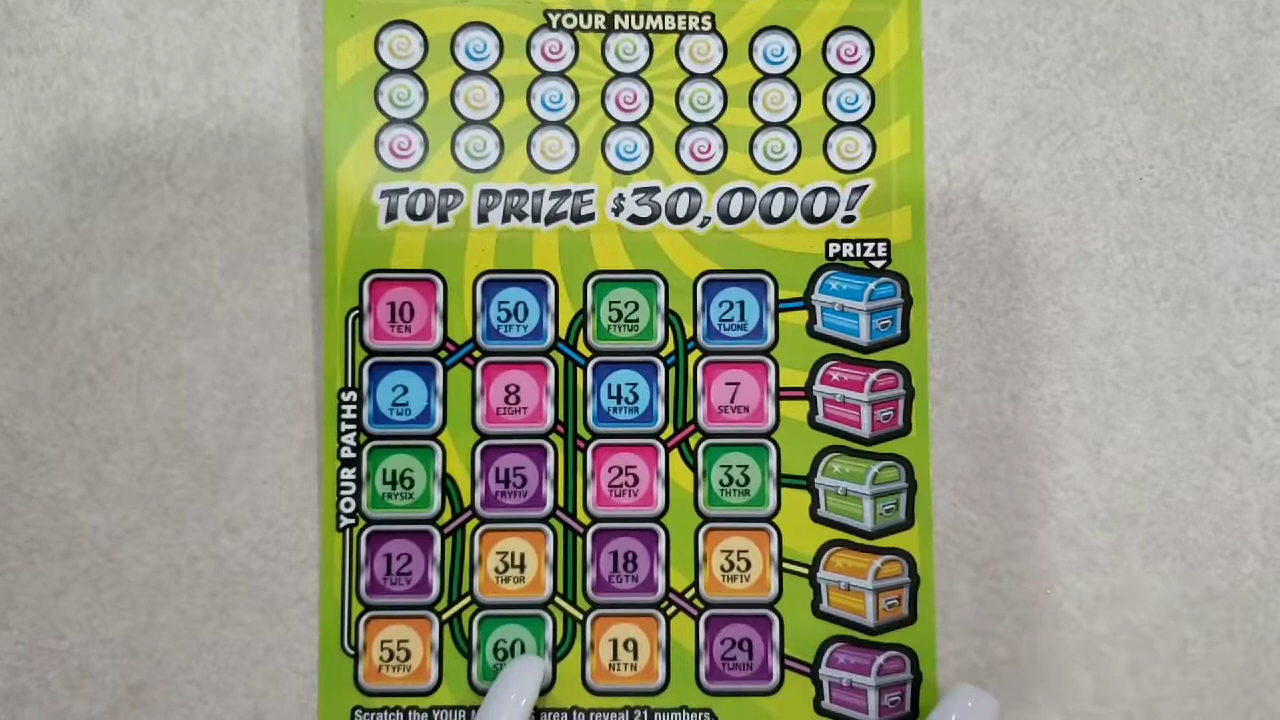 YOUR NUMBERS
TOP PRIZE $30,000!
PRIZE
YOUR PATHS
10 50 52 21
TEN FIFTY FTYTWO TWONE
2 8 43 7
TWO EIGHT FRYTHR SEVEN
46 45 25 33
FRYSIX FRYFIV TWFIV THTHR
12 34 18 35
TWLV THFOR EGTN THFIV
55 60 19 29
FTYFIV NITN TWNIN
Scratch the YOUR area to reveal 21 numbers.